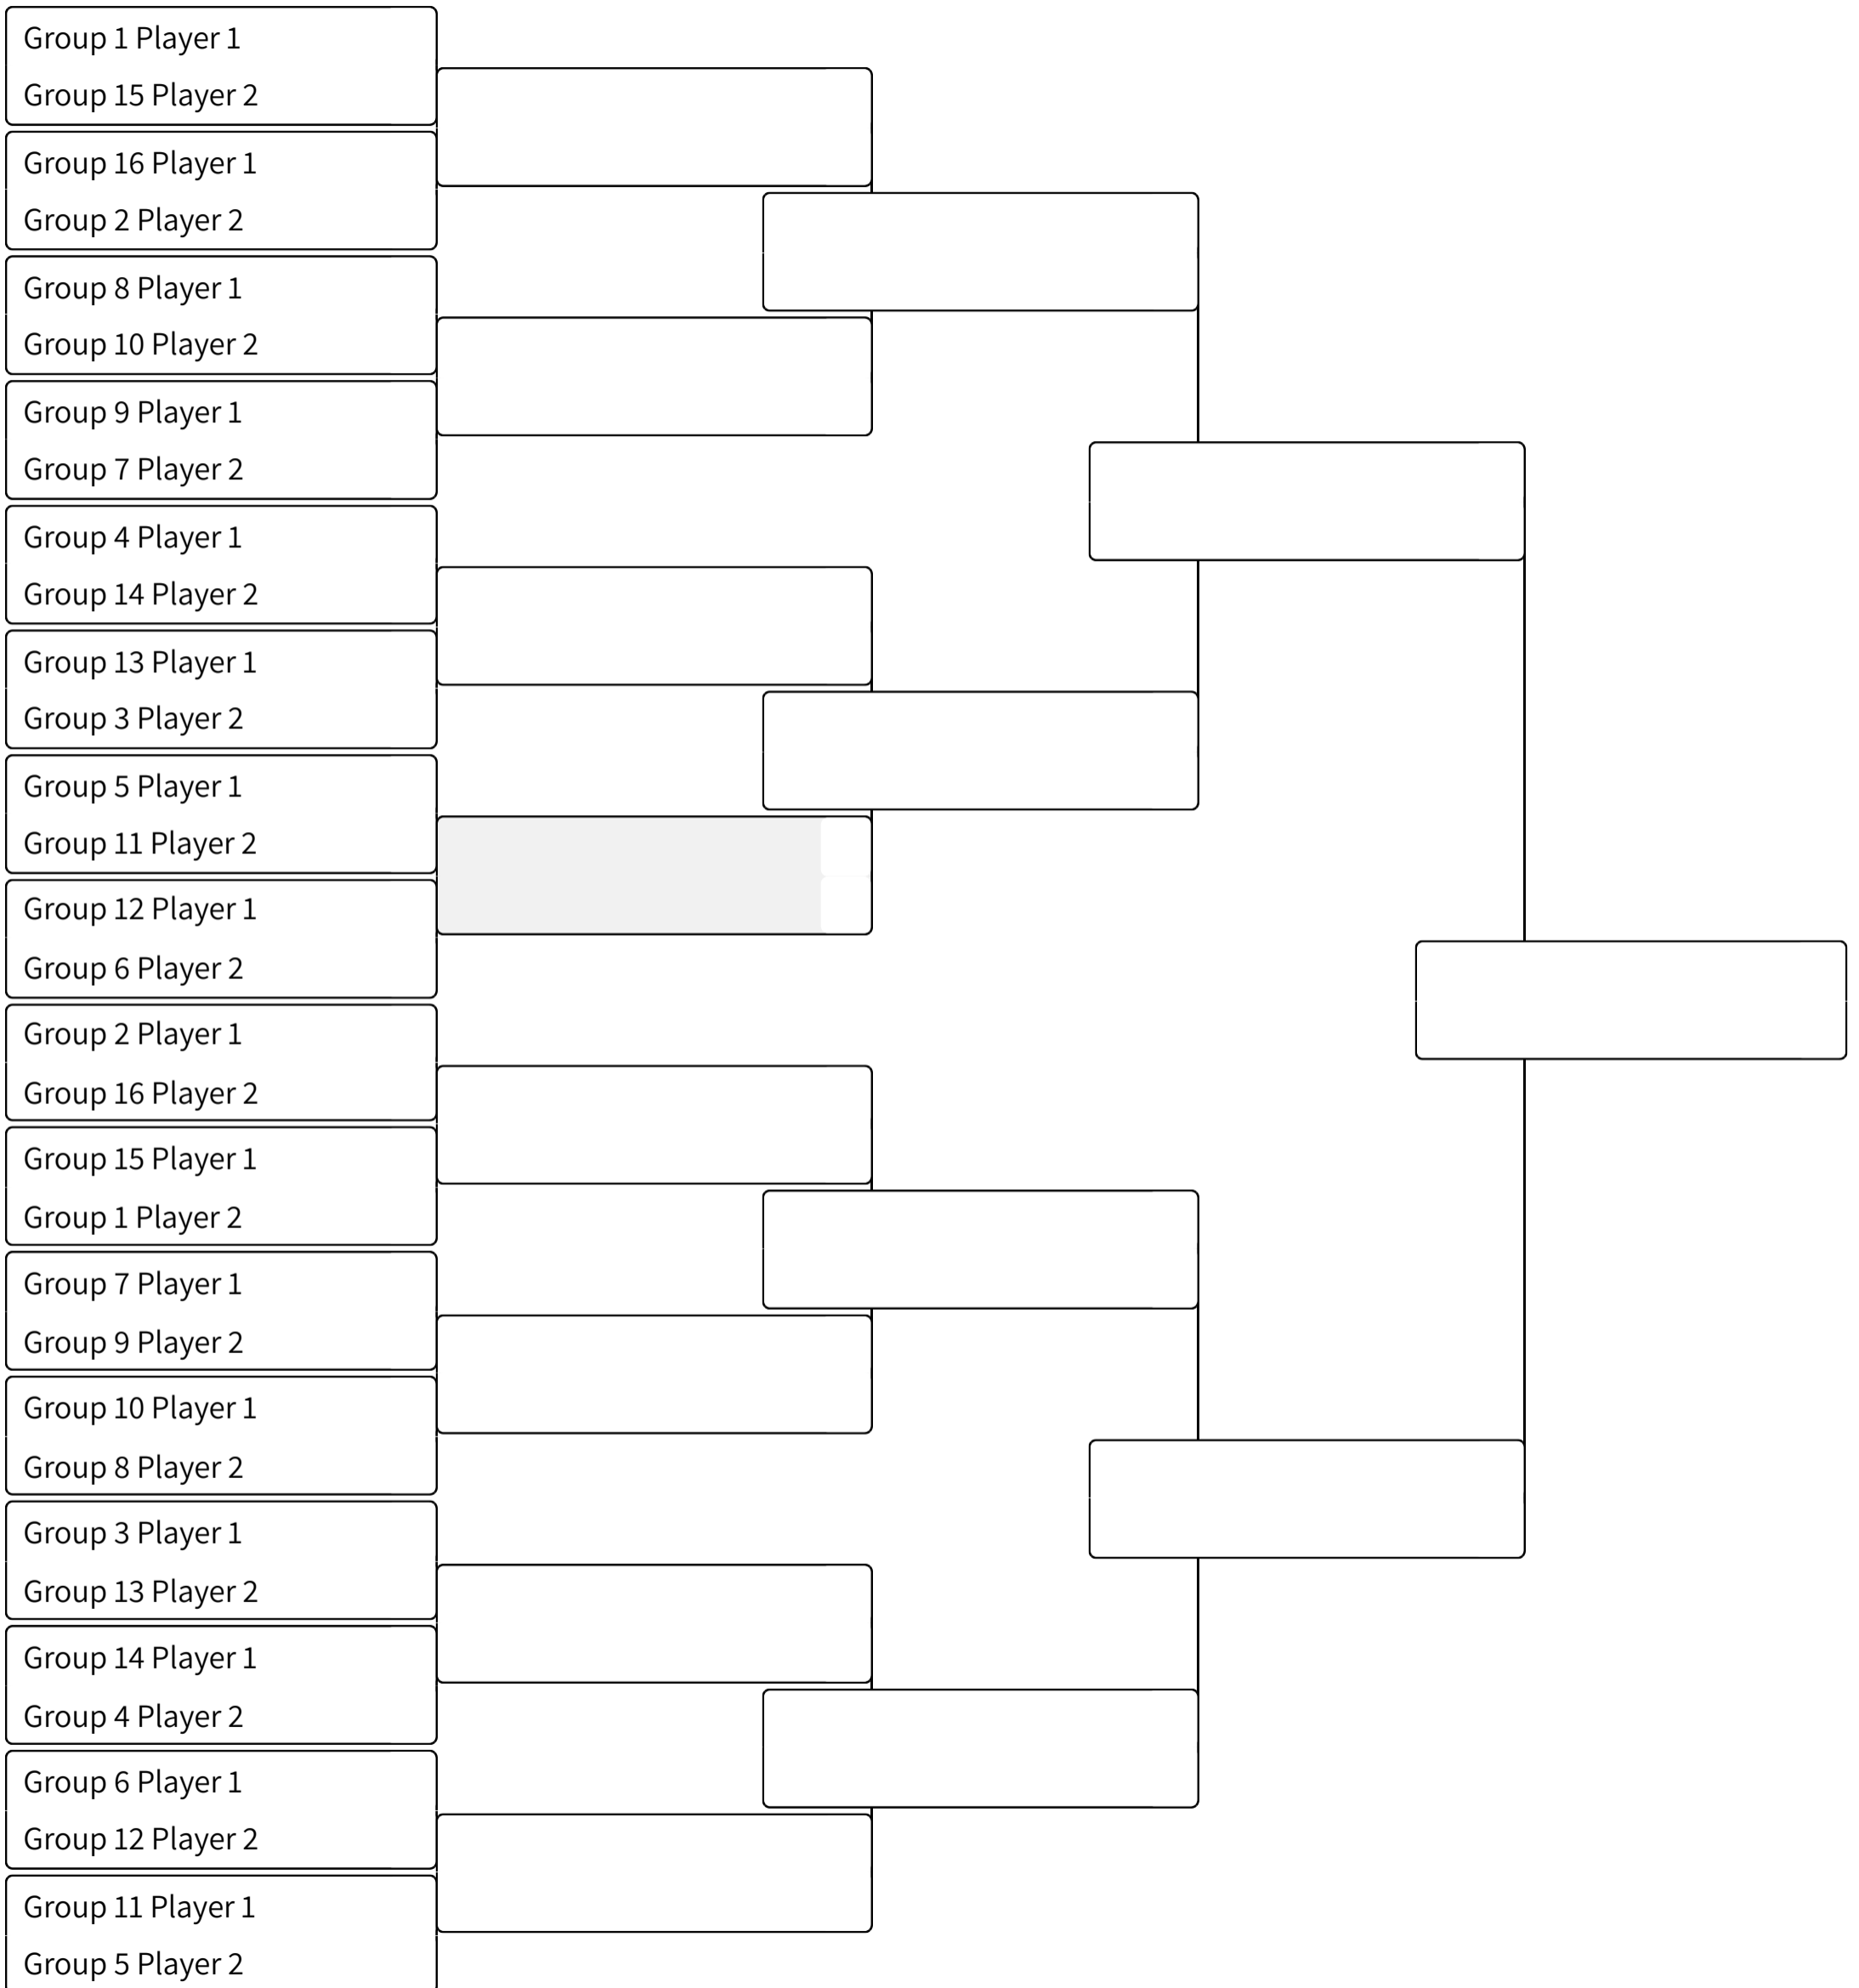 Group 1 Player 1
Group 15 Player 2
Group 16 Player 1
Group 2 Player 2
Group 8 Player 1
Group 10 Player 2
Group 9 Player 1
Group 7 Player 2
Group 4 Player 1
Group 14 Player 2
Group 13 Player 1
Group 3 Player 2
Group 5 Player 1
Group 11 Player 2
Group 12 Player 1
Group 6 Player 2
Group 2 Player 1
Group 16 Player 2
Group 15 Player 1
Group 1 Player 2
Group 7 Player 1
Group 9 Player 2
Group 10 Player 1
Group 8 Player 2
Group 3 Player 1
Group 13 Player 2
Group 14 Player 1
Group 4 Player 2
Group 6 Player 1
Group 12 Player 2
Group 11 Player 1
Group 5 Player 2